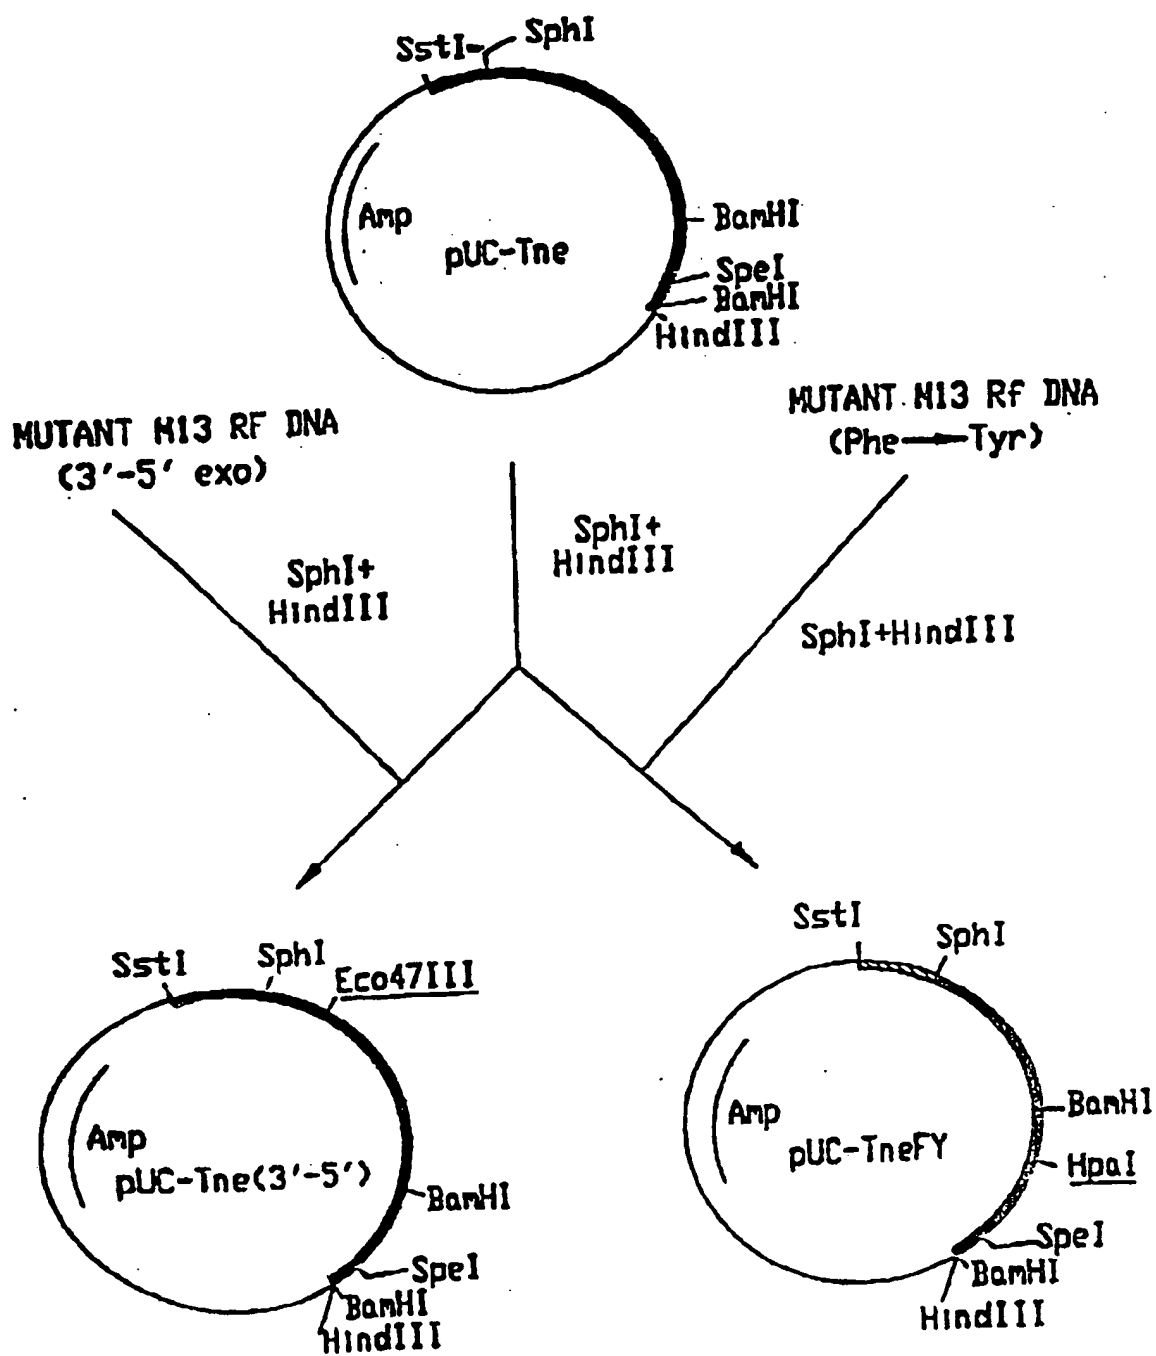 SstI SphI
Amp
pUC-Tne
BamHI
SpeI
BamHI
HindIII
MUTANT M13 RF DNA
(3'-5' exo)
MUTANT M13 RF DNA
(Phe→Tyr)
SphI+
HindIII
SphI+
HindIII
SphI+HindIII
SstI
SphI
Eco47III
Amp
pUC-Tne(3'-5')
BamHI
SpeI
BamHI
HindIII
SstI
SphI
Amp
pUC-TneFY
BamHI
HpaI
SpeI
BamHI
HindIII